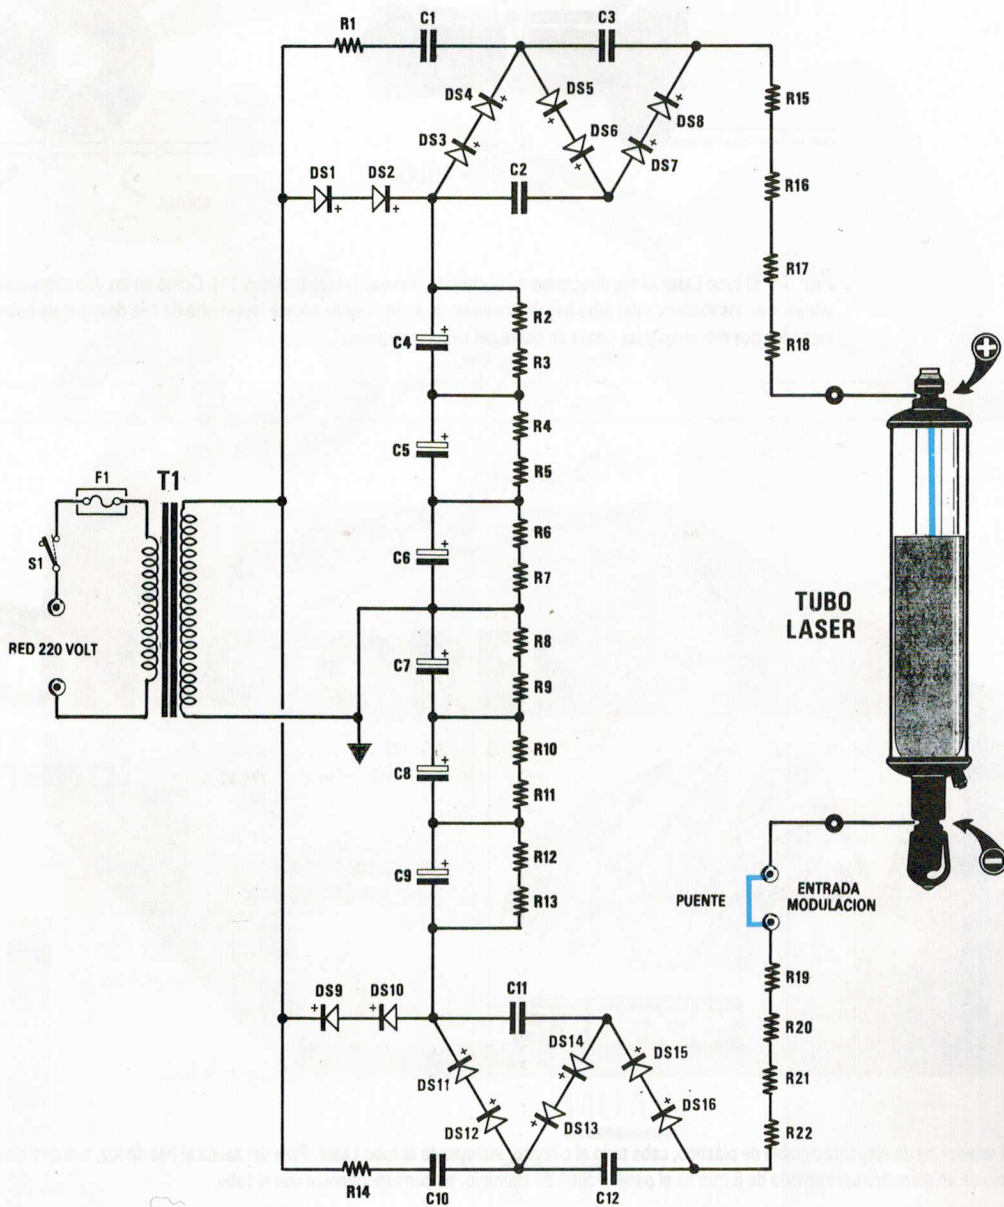 R1
C1
C3
DS4
DS5
DS3
DS6
DS8
DS7
R15
R16
R17
R18
DS1
+
DS2
+
C2
C4
+
R2
R3
C5
+
R4
R5
C6
+
R6
R7
C7
+
R8
R9
C8
+
R10
R11
C9
+
R12
R13
F1
T1
S1
RED 220 VOLT
TUBO
LASER
+
−
PUENTE
ENTRADA
MODULACION
R19
R20
R21
R22
DS9
+
DS10
+
C11
DS11
DS14
DS15
DS12
DS13
DS16
R14
C10
C12